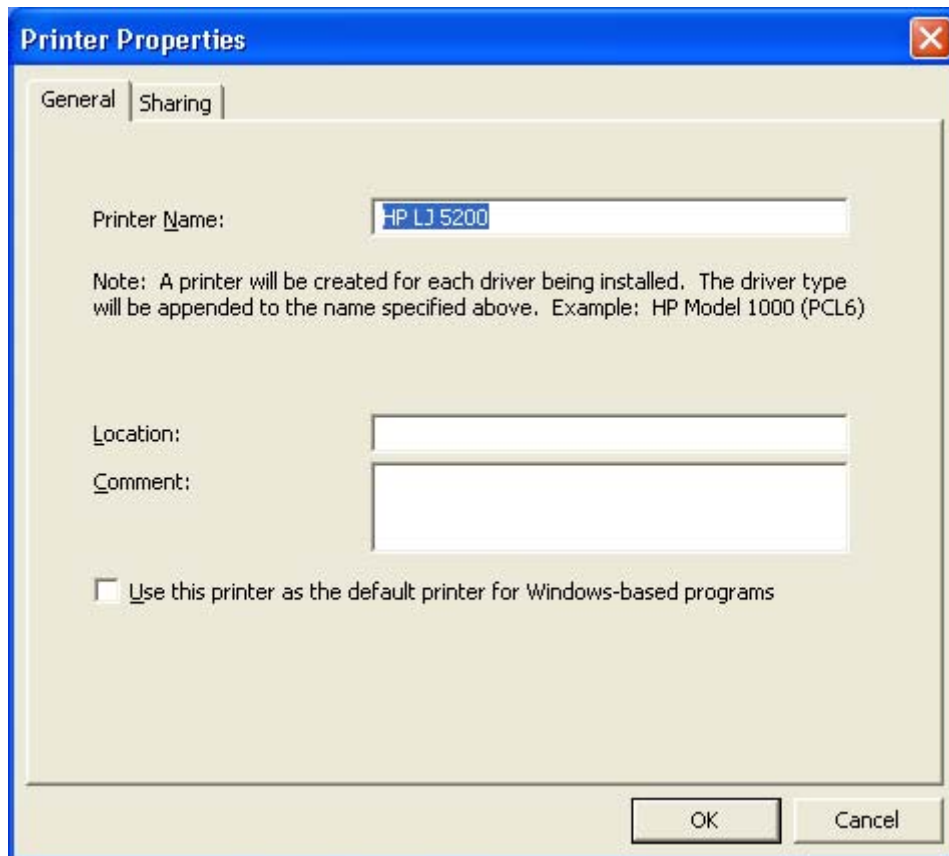 Printer Properties
General Sharing
Printer Name: HP LJ 5200
Note:  A printer will be created for each driver being installed.  The driver type
will be appended to the name specified above.  Example:  HP Model 1000 (PCL6)
Location:
Comment:
Use this printer as the default printer for Windows-based programs
OK Cancel